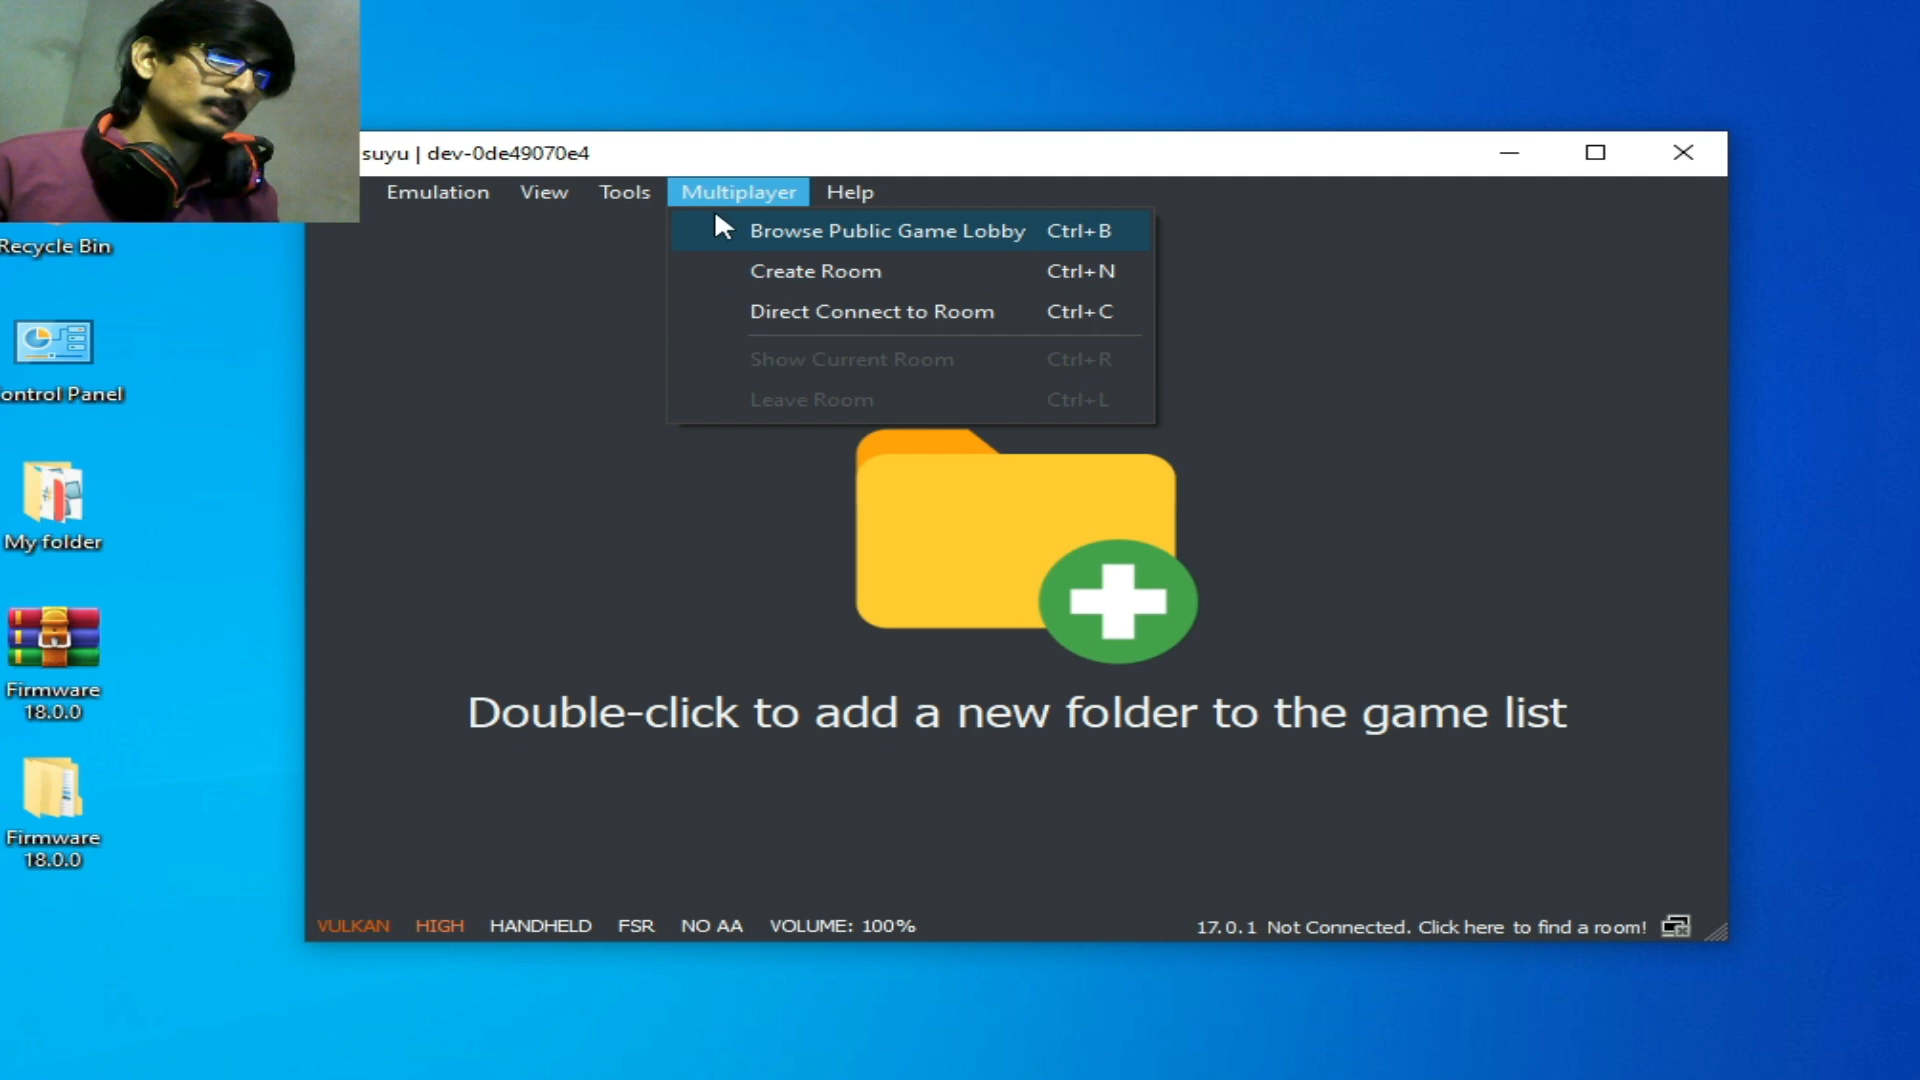 suyu | dev-0de49070e4
Emulation View Tools Multiplayer Help
Browse Public Game Lobby Ctrl+B
Create Room Ctrl+N
Direct Connect to Room Ctrl+C
Show Current Room Ctrl+R
Leave Room Ctrl+L
Recycle Bin
ontrol Panel
My folder
Firmware
18.0.0
Firmware
18.0.0
Double-click to add a new folder to the game list
VULKAN HIGH HANDHELD FSR NO AA VOLUME: 100% 17.0.1 Not Connected. Click here to find a room!